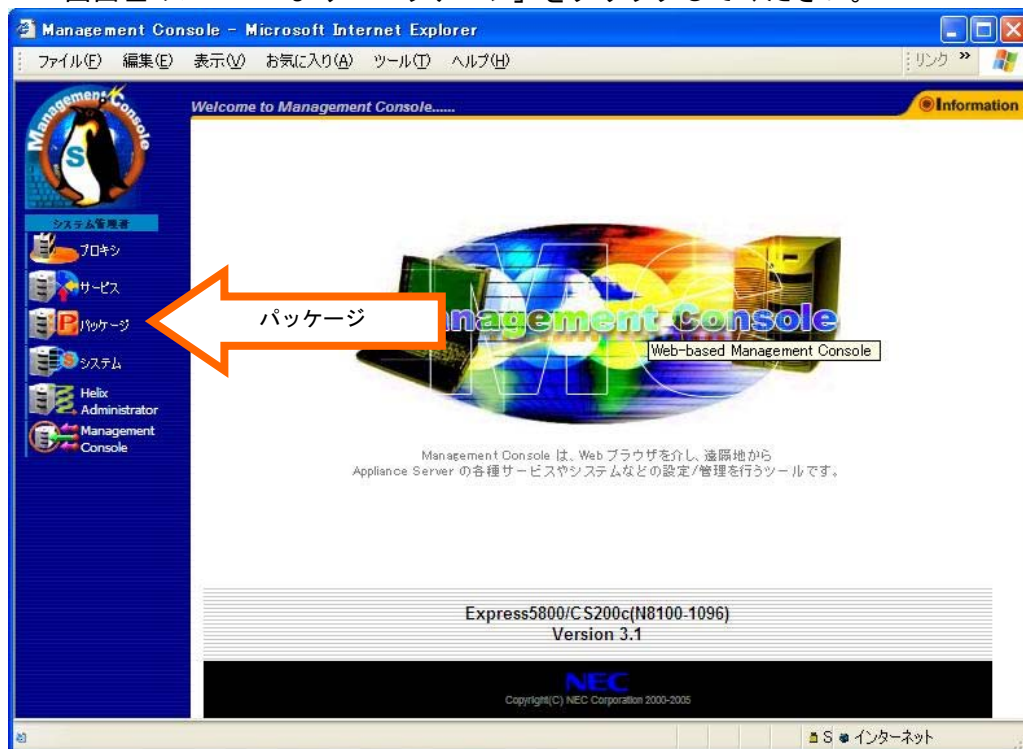 Management Console - Microsoft Internet Explorer
ファイル(F) 編集(E) 表示(V) お気に入り(A) ツール(T) ヘルプ(H)
リンク »
Management Console
S
Welcome to Management Console......
Information
システム管理者
プロキシ
サービス
P パッケージ
システム
Helix
Administrator
Management
Console
パッケージ
MC
nagement Console
Web-based Management Console
Management Console は、Web ブラウザを介し、遠隔地から
Appliance Server の各種サービスやシステムなどの設定/管理を行うツールです。
Express5800/CS200c(N8100-1096)
Version 3.1
NEC
Copyright(C) NEC Corporation 2000-2005
S インターネット